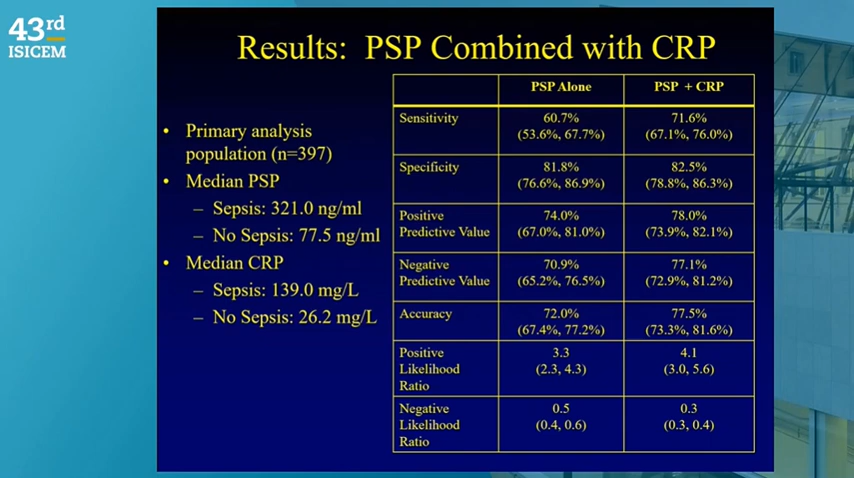 43rd
ISICEM
Results: PSP Combined with CRP
• Primary analysis
population (n=397)
• Median PSP
– Sepsis: 321.0 ng/ml
– No Sepsis: 77.5 ng/ml
• Median CRP
– Sepsis: 139.0 mg/L
– No Sepsis: 26.2 mg/L
PSP Alone PSP + CRP
Sensitivity 60.7% 71.6%
(53.6%, 67.7%) (67.1%, 76.0%)
Specificity 81.8% 82.5%
(76.6%, 86.9%) (78.8%, 86.3%)
Positive 74.0% 78.0%
Predictive Value (67.0%, 81.0%) (73.9%, 82.1%)
Negative 70.9% 77.1%
Predictive Value (65.2%, 76.5%) (72.9%, 81.2%)
Accuracy 72.0% 77.5%
(67.4%, 77.2%) (73.3%, 81.6%)
Positive 3.3 4.1
Likelihood (2.3, 4.3) (3.0, 5.6)
Ratio
Negative 0.5 0.3
Likelihood (0.4, 0.6) (0.3, 0.4)
Ratio